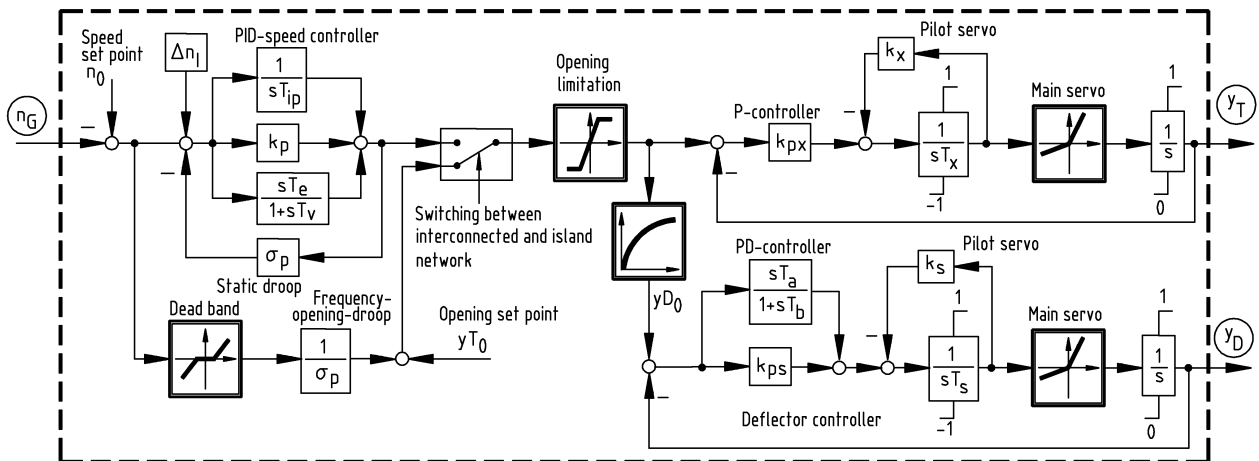 Speed
set point
n0
ΔnI
PID-speed controller
1
sTip
kp
sTe
1+sTv
σp
Static droop
nG
−
−
Dead band
Frequency-
opening-droop
1
σp
Opening set point
yT0
Switching between
interconnected and island
network
Opening
limitation
yD0
P-controller
kpx
−
−
Pilot servo
kx
1
sTx
1
−1
Main servo
1
s
1
0
yT
PD-controller
sTa
1+sTb
kps
−
−
Pilot servo
ks
1
sTs
1
−1
Main servo
1
s
1
0
yD
Deflector controller